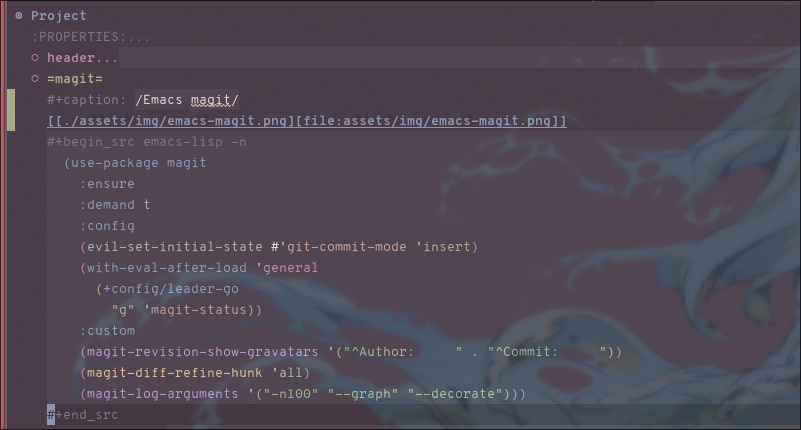 Project
:PROPERTIES:...
header...
=magit=
#+caption: /Emacs magit/
[[./assets/img/emacs-magit.png][file:assets/img/emacs-magit.png]]
#+begin_src emacs-lisp -n
(use-package magit
:ensure
:demand t
:config
(evil-set-initial-state #'git-commit-mode 'insert)
(with-eval-after-load 'general
(+config/leader-go
"g" 'magit-status))
:custom
(magit-revision-show-gravatars '("^Author:     " . "^Commit:     "))
(magit-diff-refine-hunk 'all)
(magit-log-arguments '("-n100" "--graph" "--decorate")))
#+end_src